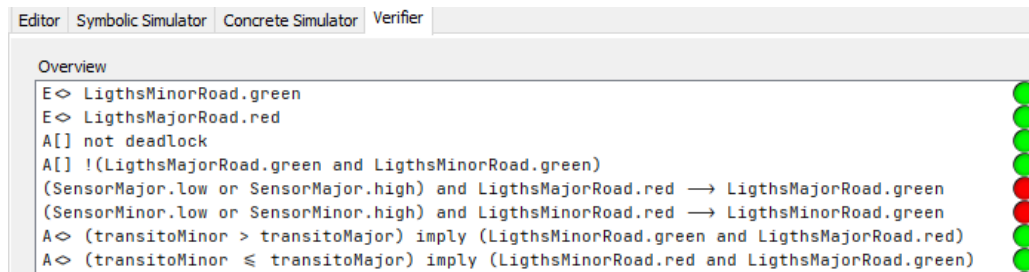 Editor Symbolic Simulator Concrete Simulator Verifier
Overview
E<> LigthsMinorRoad.green
E<> LigthsMajorRoad.red
A[] not deadlock
A[] !(LigthsMajorRoad.green and LigthsMinorRoad.green)
(SensorMajor.low or SensorMajor.high) and LigthsMajorRoad.red ⟶ LigthsMajorRoad.green
(SensorMinor.low or SensorMinor.high) and LigthsMinorRoad.red ⟶ LigthsMinorRoad.green
A<> (transitoMinor > transitoMajor) imply (LigthsMinorRoad.green and LigthsMajorRoad.red)
A<> (transitoMinor ⩽ transitoMajor) imply (LigthsMinorRoad.red and LigthsMajorRoad.green)